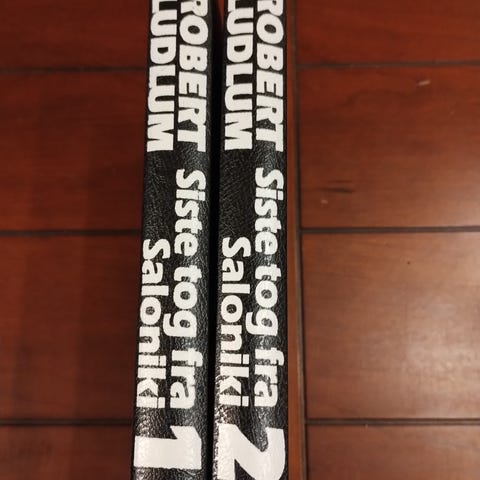 ROBERT
LUDLUM
Siste tog fra
Saloniki
1
ROBERT
LUDLUM
Siste tog fra
Saloniki
2